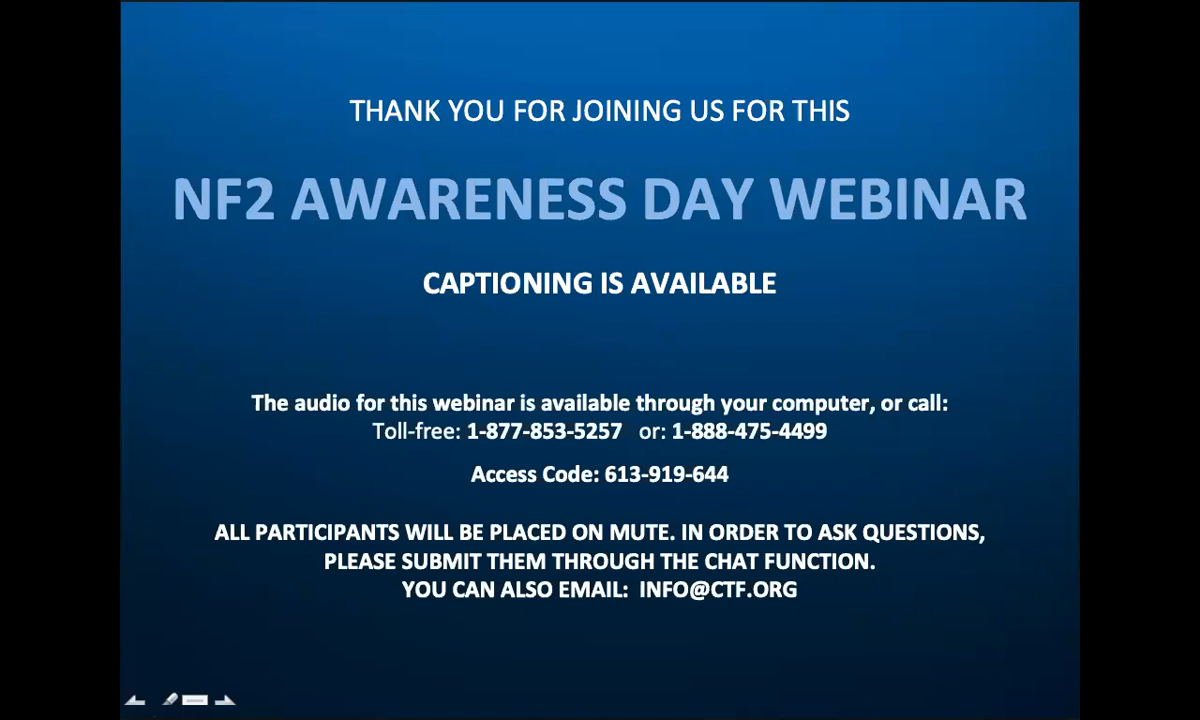 THANK YOU FOR JOINING US FOR THIS
NF2 AWARENESS DAY WEBINAR
CAPTIONING IS AVAILABLE
The audio for this webinar is available through your computer, or call:
Toll-free: 1-877-853-5257 or: 1-888-475-4499
Access Code: 613-919-644
ALL PARTICIPANTS WILL BE PLACED ON MUTE. IN ORDER TO ASK QUESTIONS,
PLEASE SUBMIT THEM THROUGH THE CHAT FUNCTION.
YOU CAN ALSO EMAIL: INFO@CTF.ORG